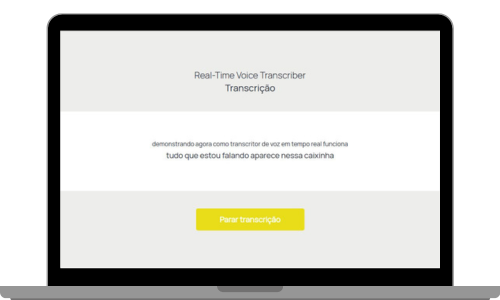 Real-Time Voice Transcriber
Transcrição
demonstrando agora como transcritor de voz em tempo real funciona
tudo que estou falando aparece nessa caixinha
Parar transcrição